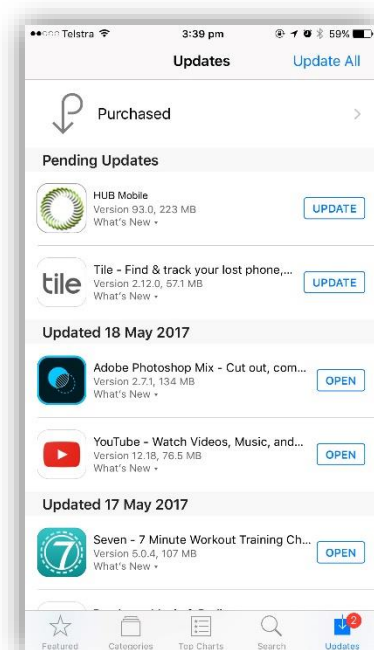 Telstra 3:39 pm 59%
Updates Update All
Purchased
Pending Updates
HUB Mobile
Version 93.0, 223 MB
What's New
UPDATE
tile
Tile - Find & track your lost phone,...
Version 2.12.0, 57.1 MB
What's New
UPDATE
Updated 18 May 2017
Adobe Photoshop Mix - Cut out, com...
Version 2.7.1, 134 MB
What's New
OPEN
YouTube - Watch Videos, Music, and...
Version 12.18, 76.5 MB
What's New
OPEN
Updated 17 May 2017
7
Seven - 7 Minute Workout Training Ch...
Version 5.0.4, 107 MB
What's New
OPEN
2
Featured Categories Top Charts Search Updates